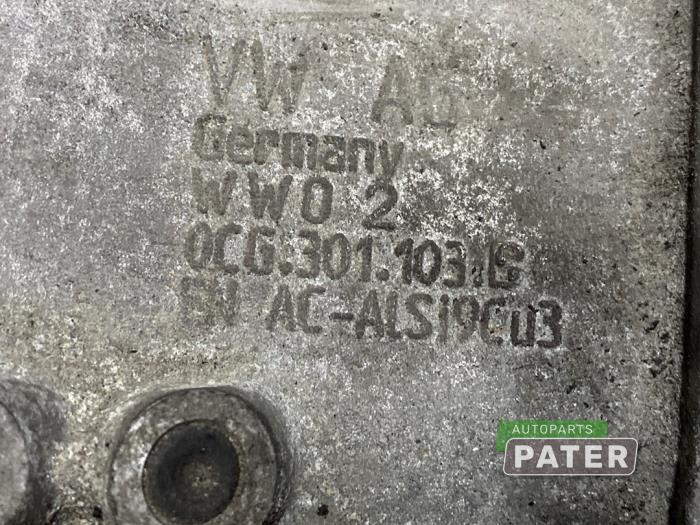 VW AG
Germany
WWO 2
0CG.301.103.
EN AC-ALSi9Cu3
AUTOPARTS
PATER